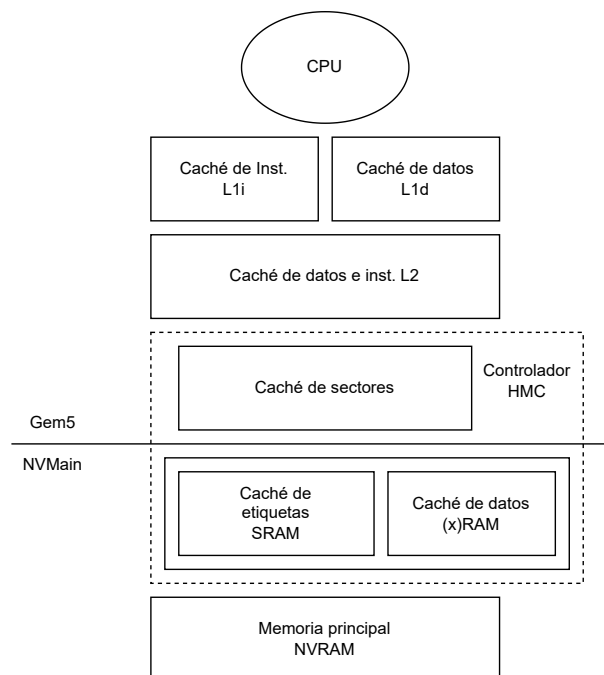 CPU
Caché de Inst.
L1i
Caché de datos
L1d
Caché de datos e inst. L2
Caché de sectores
Controlador
HMC
Gem5
NVMain
Caché de
etiquetas
SRAM
Caché de datos
(x)RAM
Memoria principal
NVRAM